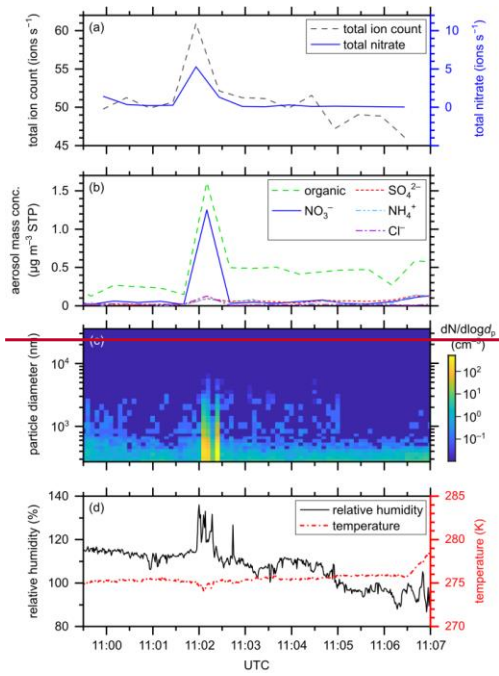 (a)
total ion count
total nitrate
total ion count (ions s⁻¹)
60
55
50
45
total nitrate (ions s⁻¹)
10
5
0
(b)
organic
NO₃⁻
SO₄²⁻
NH₄⁺
Cl⁻
aerosol mass conc.
(µg m⁻³ STP)
1.5
1.0
0.5
0
(c)
particle diameter (nm)
10⁴
10³
dN/dlogdₚ
(cm⁻³)
10²
10¹
10⁰
10⁻¹
(d)
relative humidity
temperature
relative humidity (%)
140
120
100
80
temperature (K)
285
280
275
270
11:00 11:01 11:02 11:03 11:04 11:05 11:06 11:07
UTC